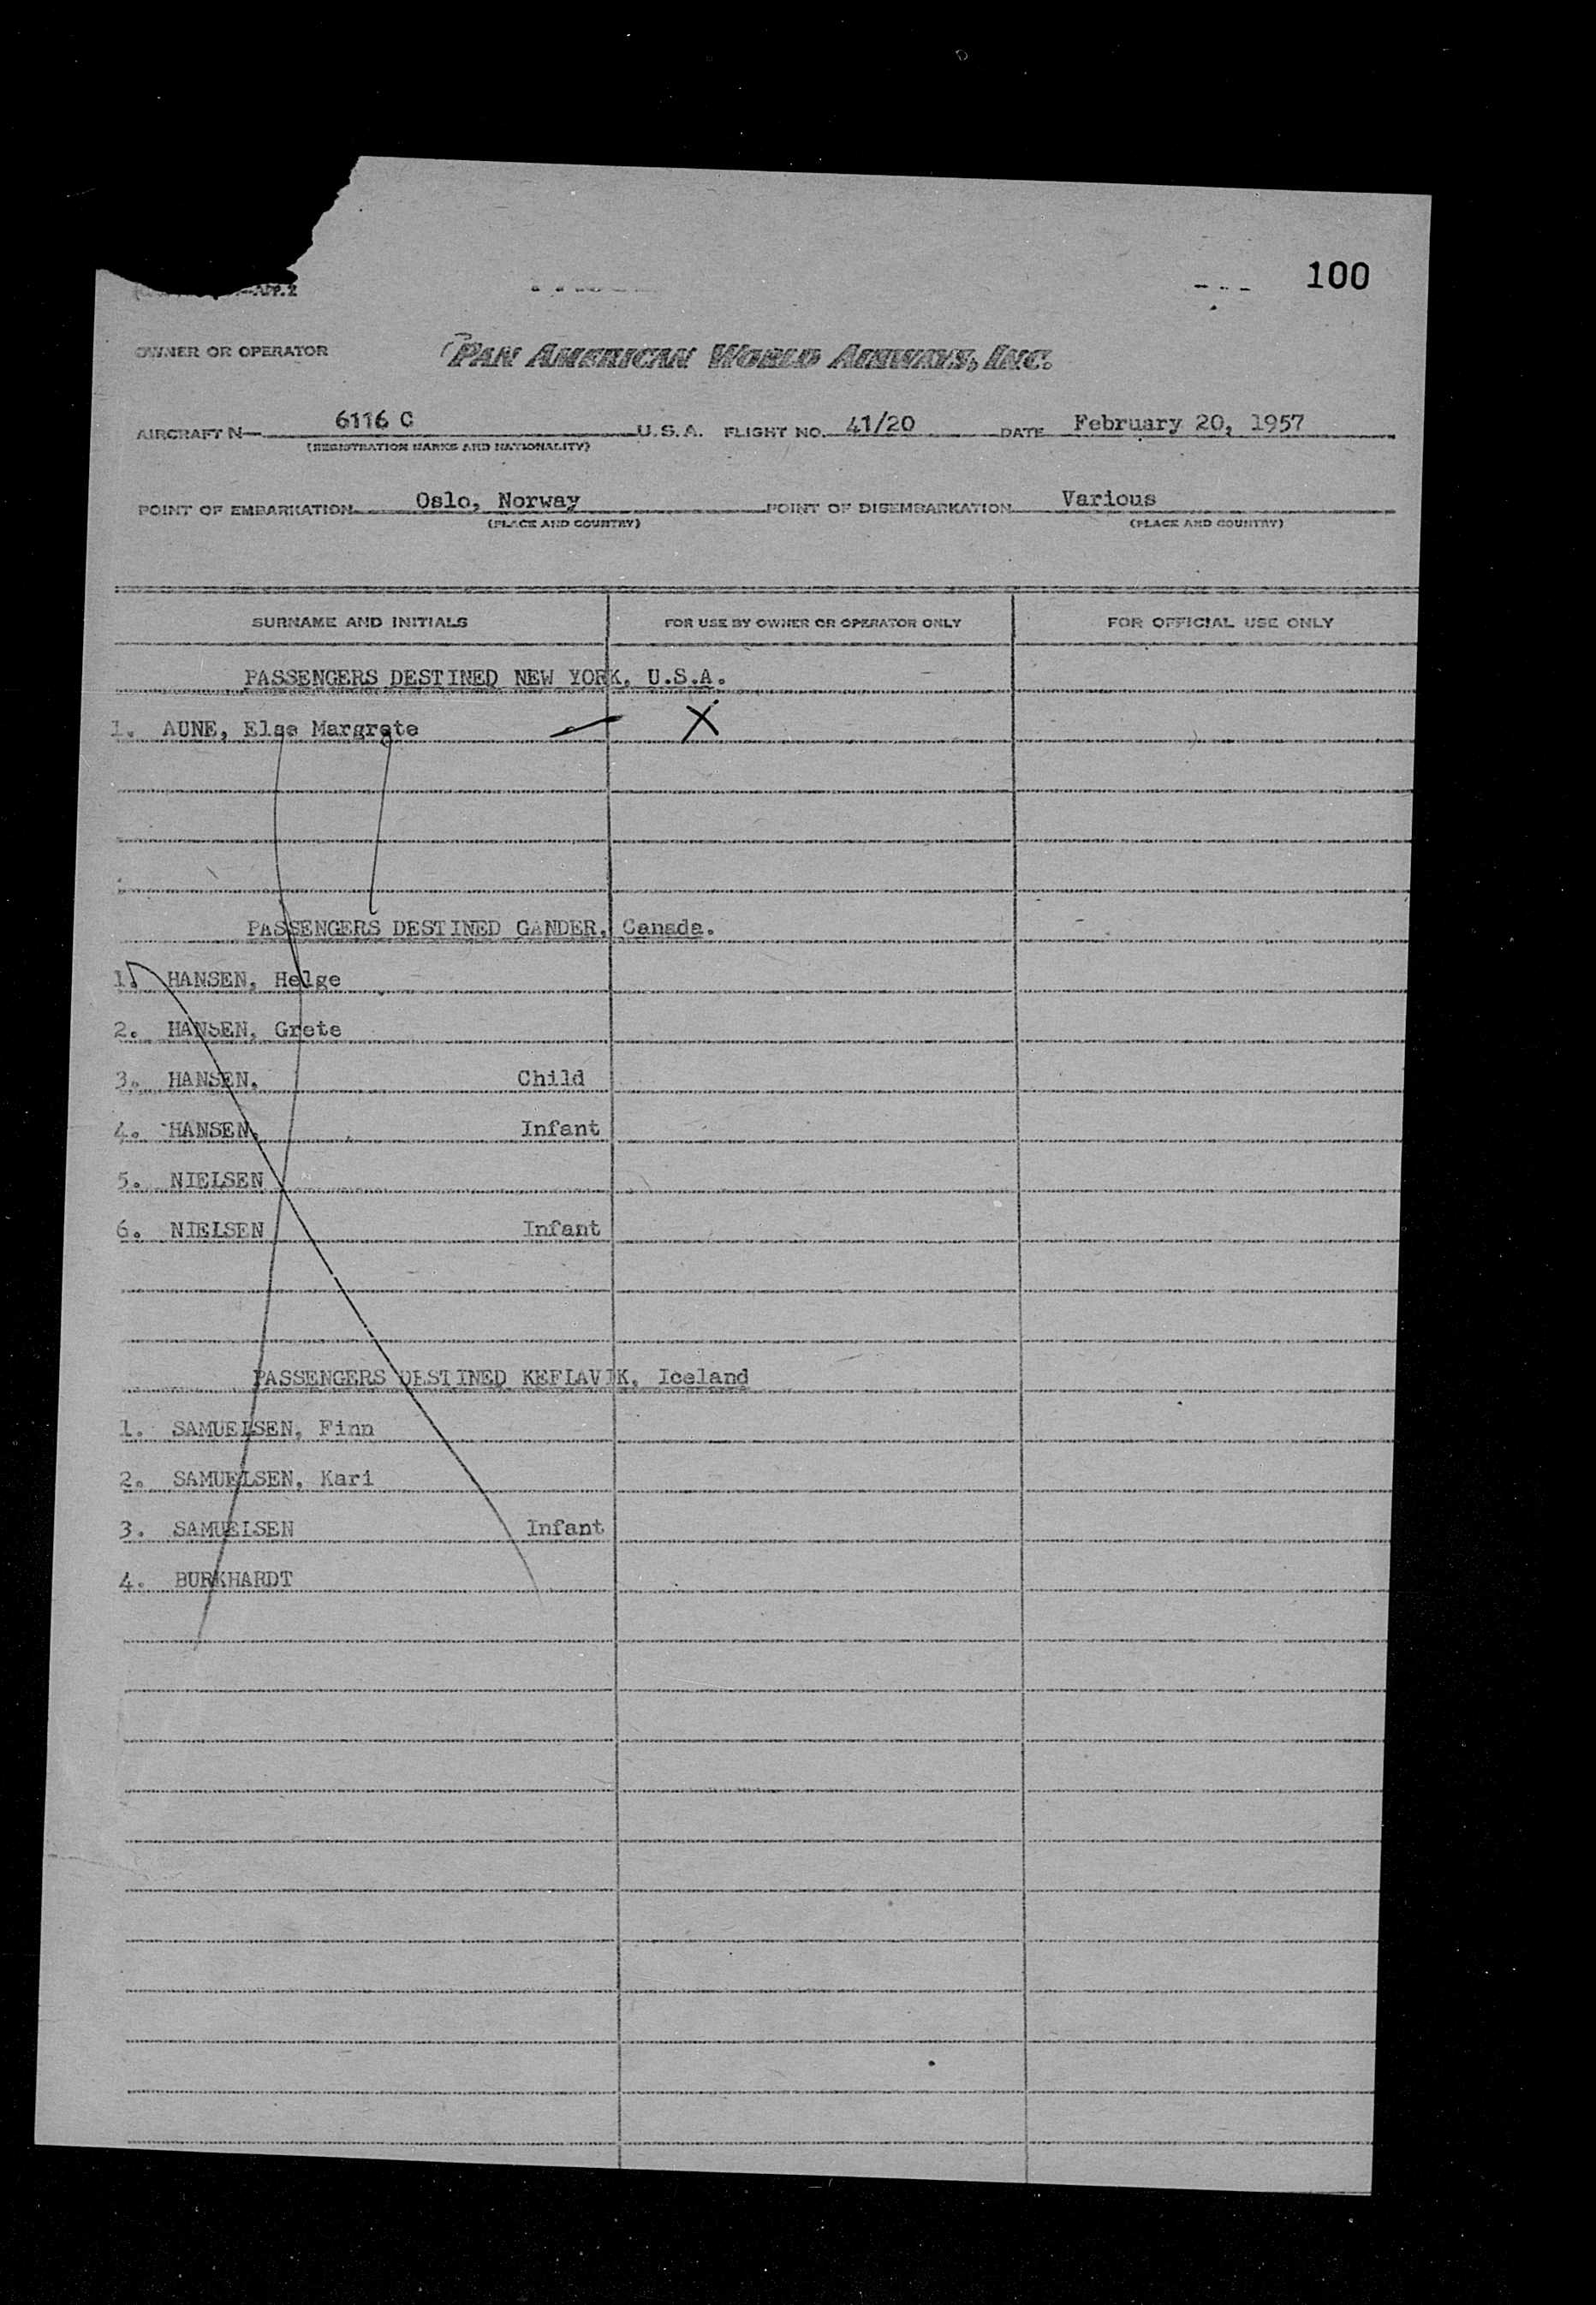 APP. 2
100
OWNER OR OPERATOR PAN AMERICAN WORLD AIRWAYS, INC.
AIRCRAFT N— 6116 C U.S.A. FLIGHT NO. 41/20 DATE February 20, 1957
(REGISTRATION MARKS AND NATIONALITY)
POINT OF EMBARKATION Oslo, Norway POINT OF DISEMBARKATION Various
(PLACE AND COUNTRY) (PLACE AND COUNTRY)
SURNAME AND INITIALS FOR USE BY OWNER OR OPERATOR ONLY FOR OFFICIAL USE ONLY
PASSENGERS DESTINED NEW YORK, U.S.A.
1. AUNE, Else Margrete X
PASSENGERS DESTINED GANDER, Canada.
1. HANSEN, Helge
2. HANSEN, Grete
3. HANSEN, Child
4. HANSEN, Infant
5. NIELSEN
6. NIELSEN Infant
PASSENGERS DESTINED KEFLAVIK, Iceland
1. SAMUELSEN, Finn
2. SAMUELSEN, Kari
3. SAMUELSEN Infant
4. BURKHARDT